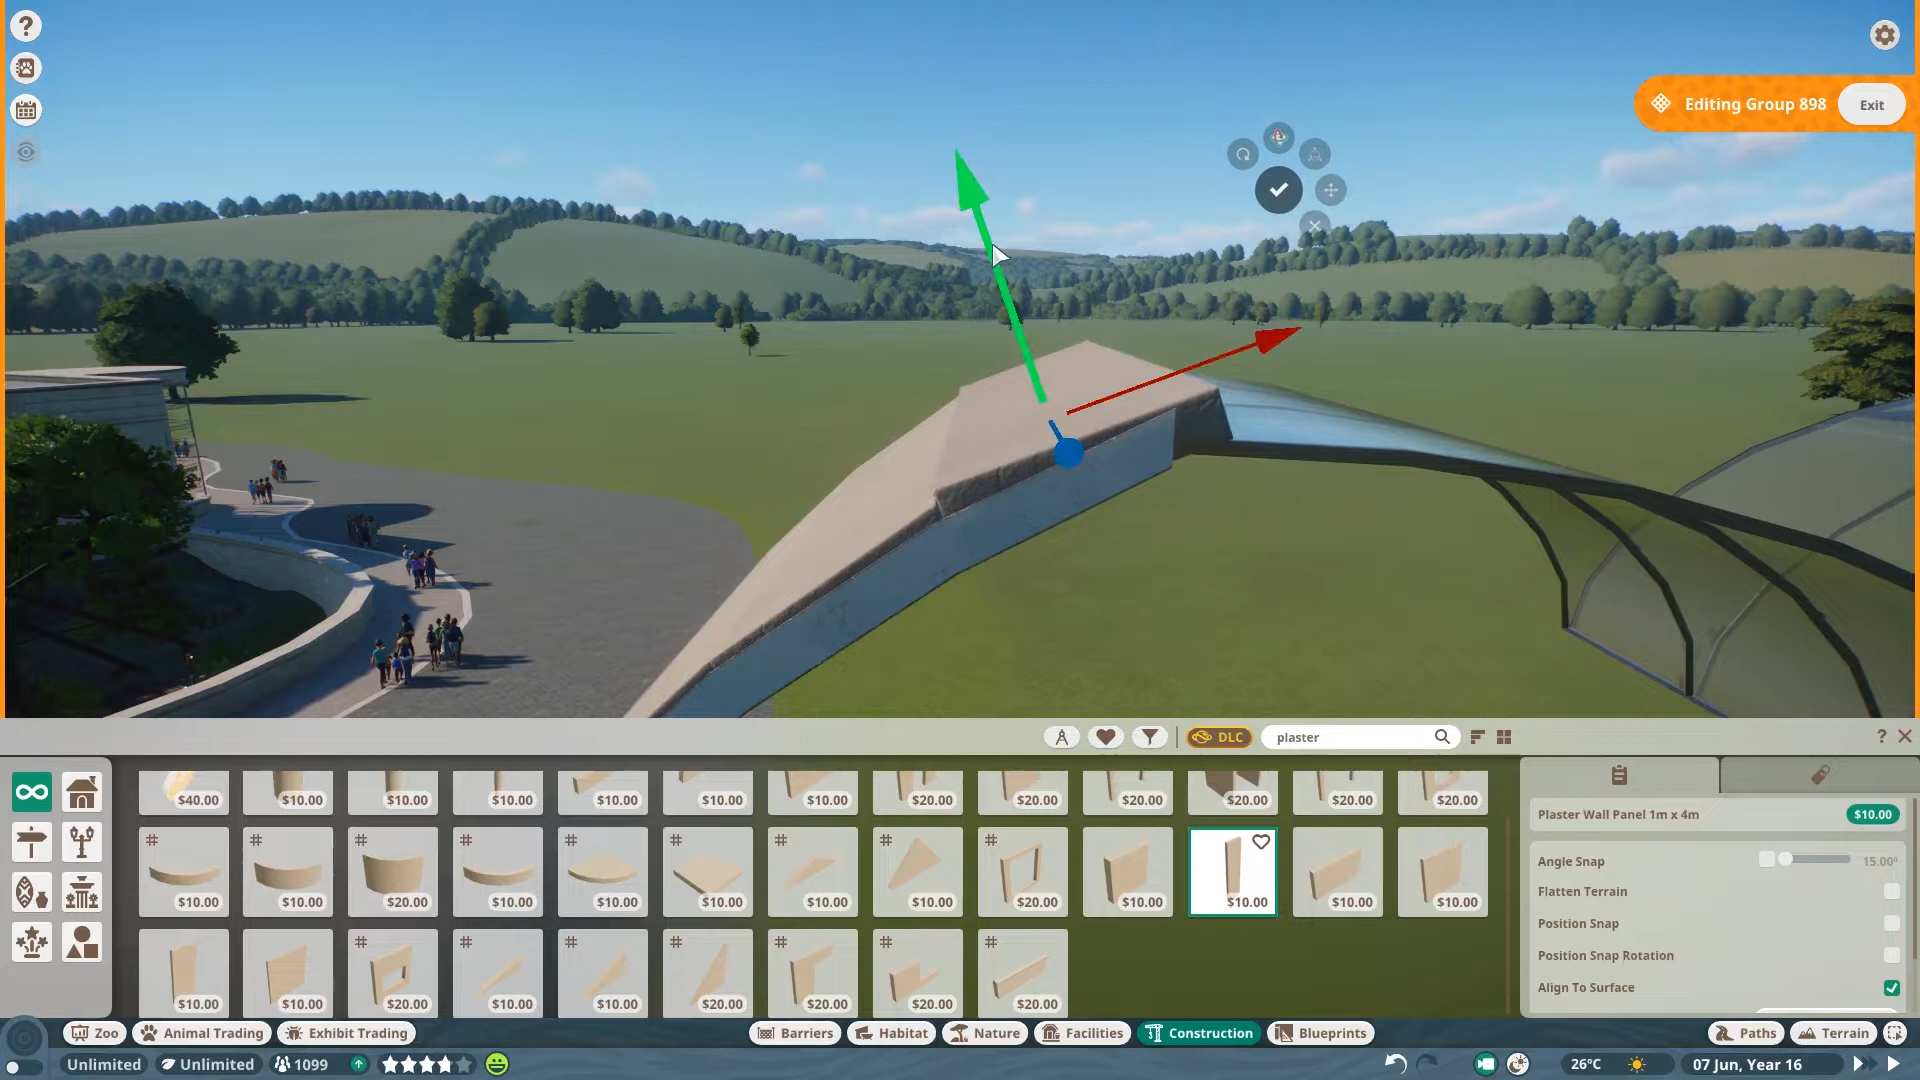 ?
Editing Group 898 Exit
DLC plaster
?
$40.00 $10.00 $10.00 $10.00 $10.00 $10.00 $10.00 $20.00 $20.00 $20.00 $20.00 $20.00 $20.00
# # # # # # # # #
$10.00 $10.00 $20.00 $10.00 $10.00 $10.00 $10.00 $10.00 $20.00 $10.00 $10.00 $10.00 $10.00
# # # # # # #
$10.00 $10.00 $20.00 $10.00 $10.00 $20.00 $20.00 $20.00 $20.00
Plaster Wall Panel 1m x 4m $10.00
Angle Snap 15.00°
Flatten Terrain
Position Snap
Position Snap Rotation
Align To Surface
Zoo Animal Trading Exhibit Trading Barriers Habitat Nature Facilities Construction Blueprints Paths Terrain
Unlimited Unlimited 1099 26°C 07 Jun, Year 16